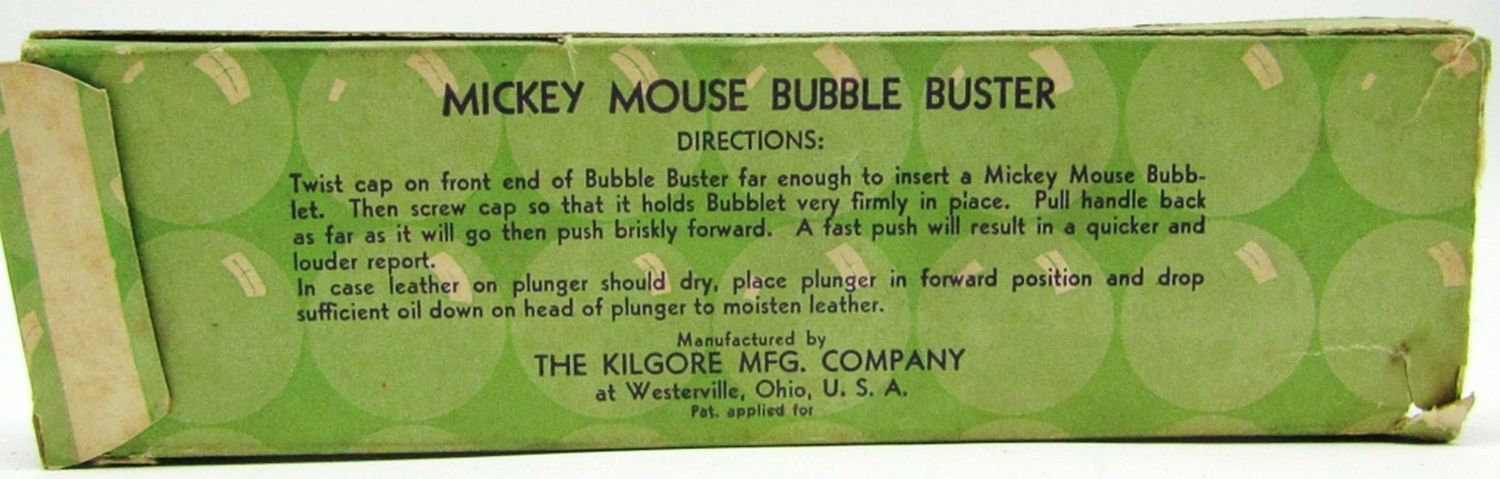 MICKEY MOUSE BUBBLE BUSTER
DIRECTIONS:
Twist cap on front end of Bubble Buster far enough to insert a Mickey Mouse Bubb-
let. Then screw cap so that it holds Bubblet very firmly in place. Pull handle back
as far as it will go then push briskly forward. A fast push will result in a quicker and
louder report.
In case leather on plunger should dry, place plunger in forward position and drop
sufficient oil down on head of plunger to moisten leather.
Manufactured by
THE KILGORE MFG. COMPANY
at Westerville, Ohio, U. S. A.
Pat. applied for